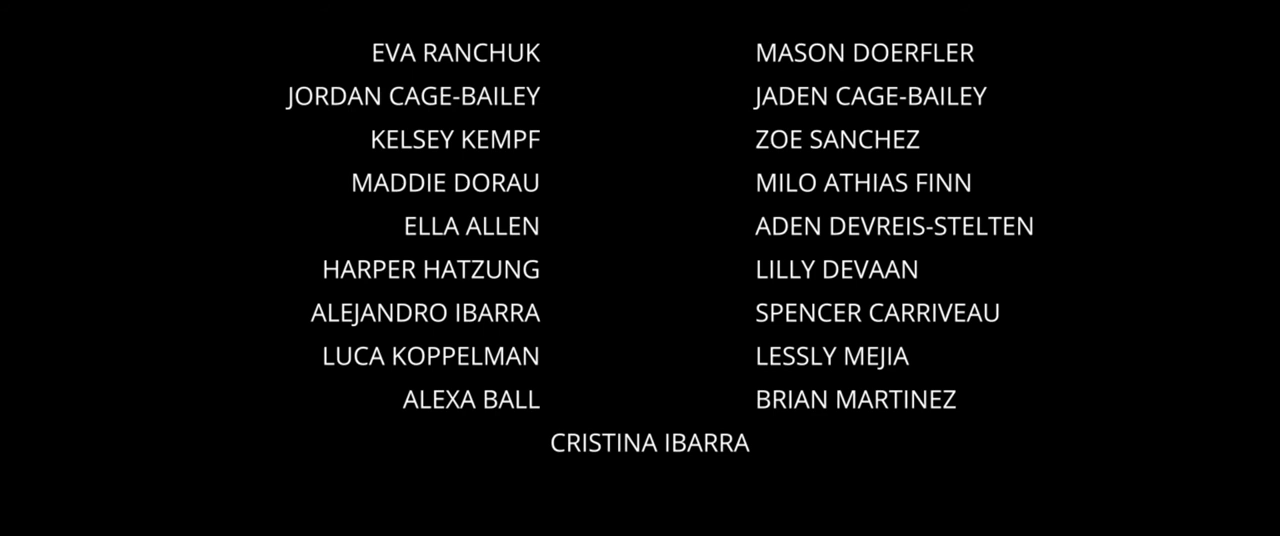 EVA RANCHUK MASON DOERFLER
JORDAN CAGE-BAILEY JADEN CAGE-BAILEY
KELSEY KEMPF ZOE SANCHEZ
MADDIE DORAU MILO ATHIAS FINN
ELLA ALLEN ADEN DEVREIS-STELTEN
HARPER HATZUNG LILLY DEVAAN
ALEJANDRO IBARRA SPENCER CARRIVEAU
LUCA KOPPELMAN LESSLY MEJIA
ALEXA BALL BRIAN MARTINEZ
CRISTINA IBARRA